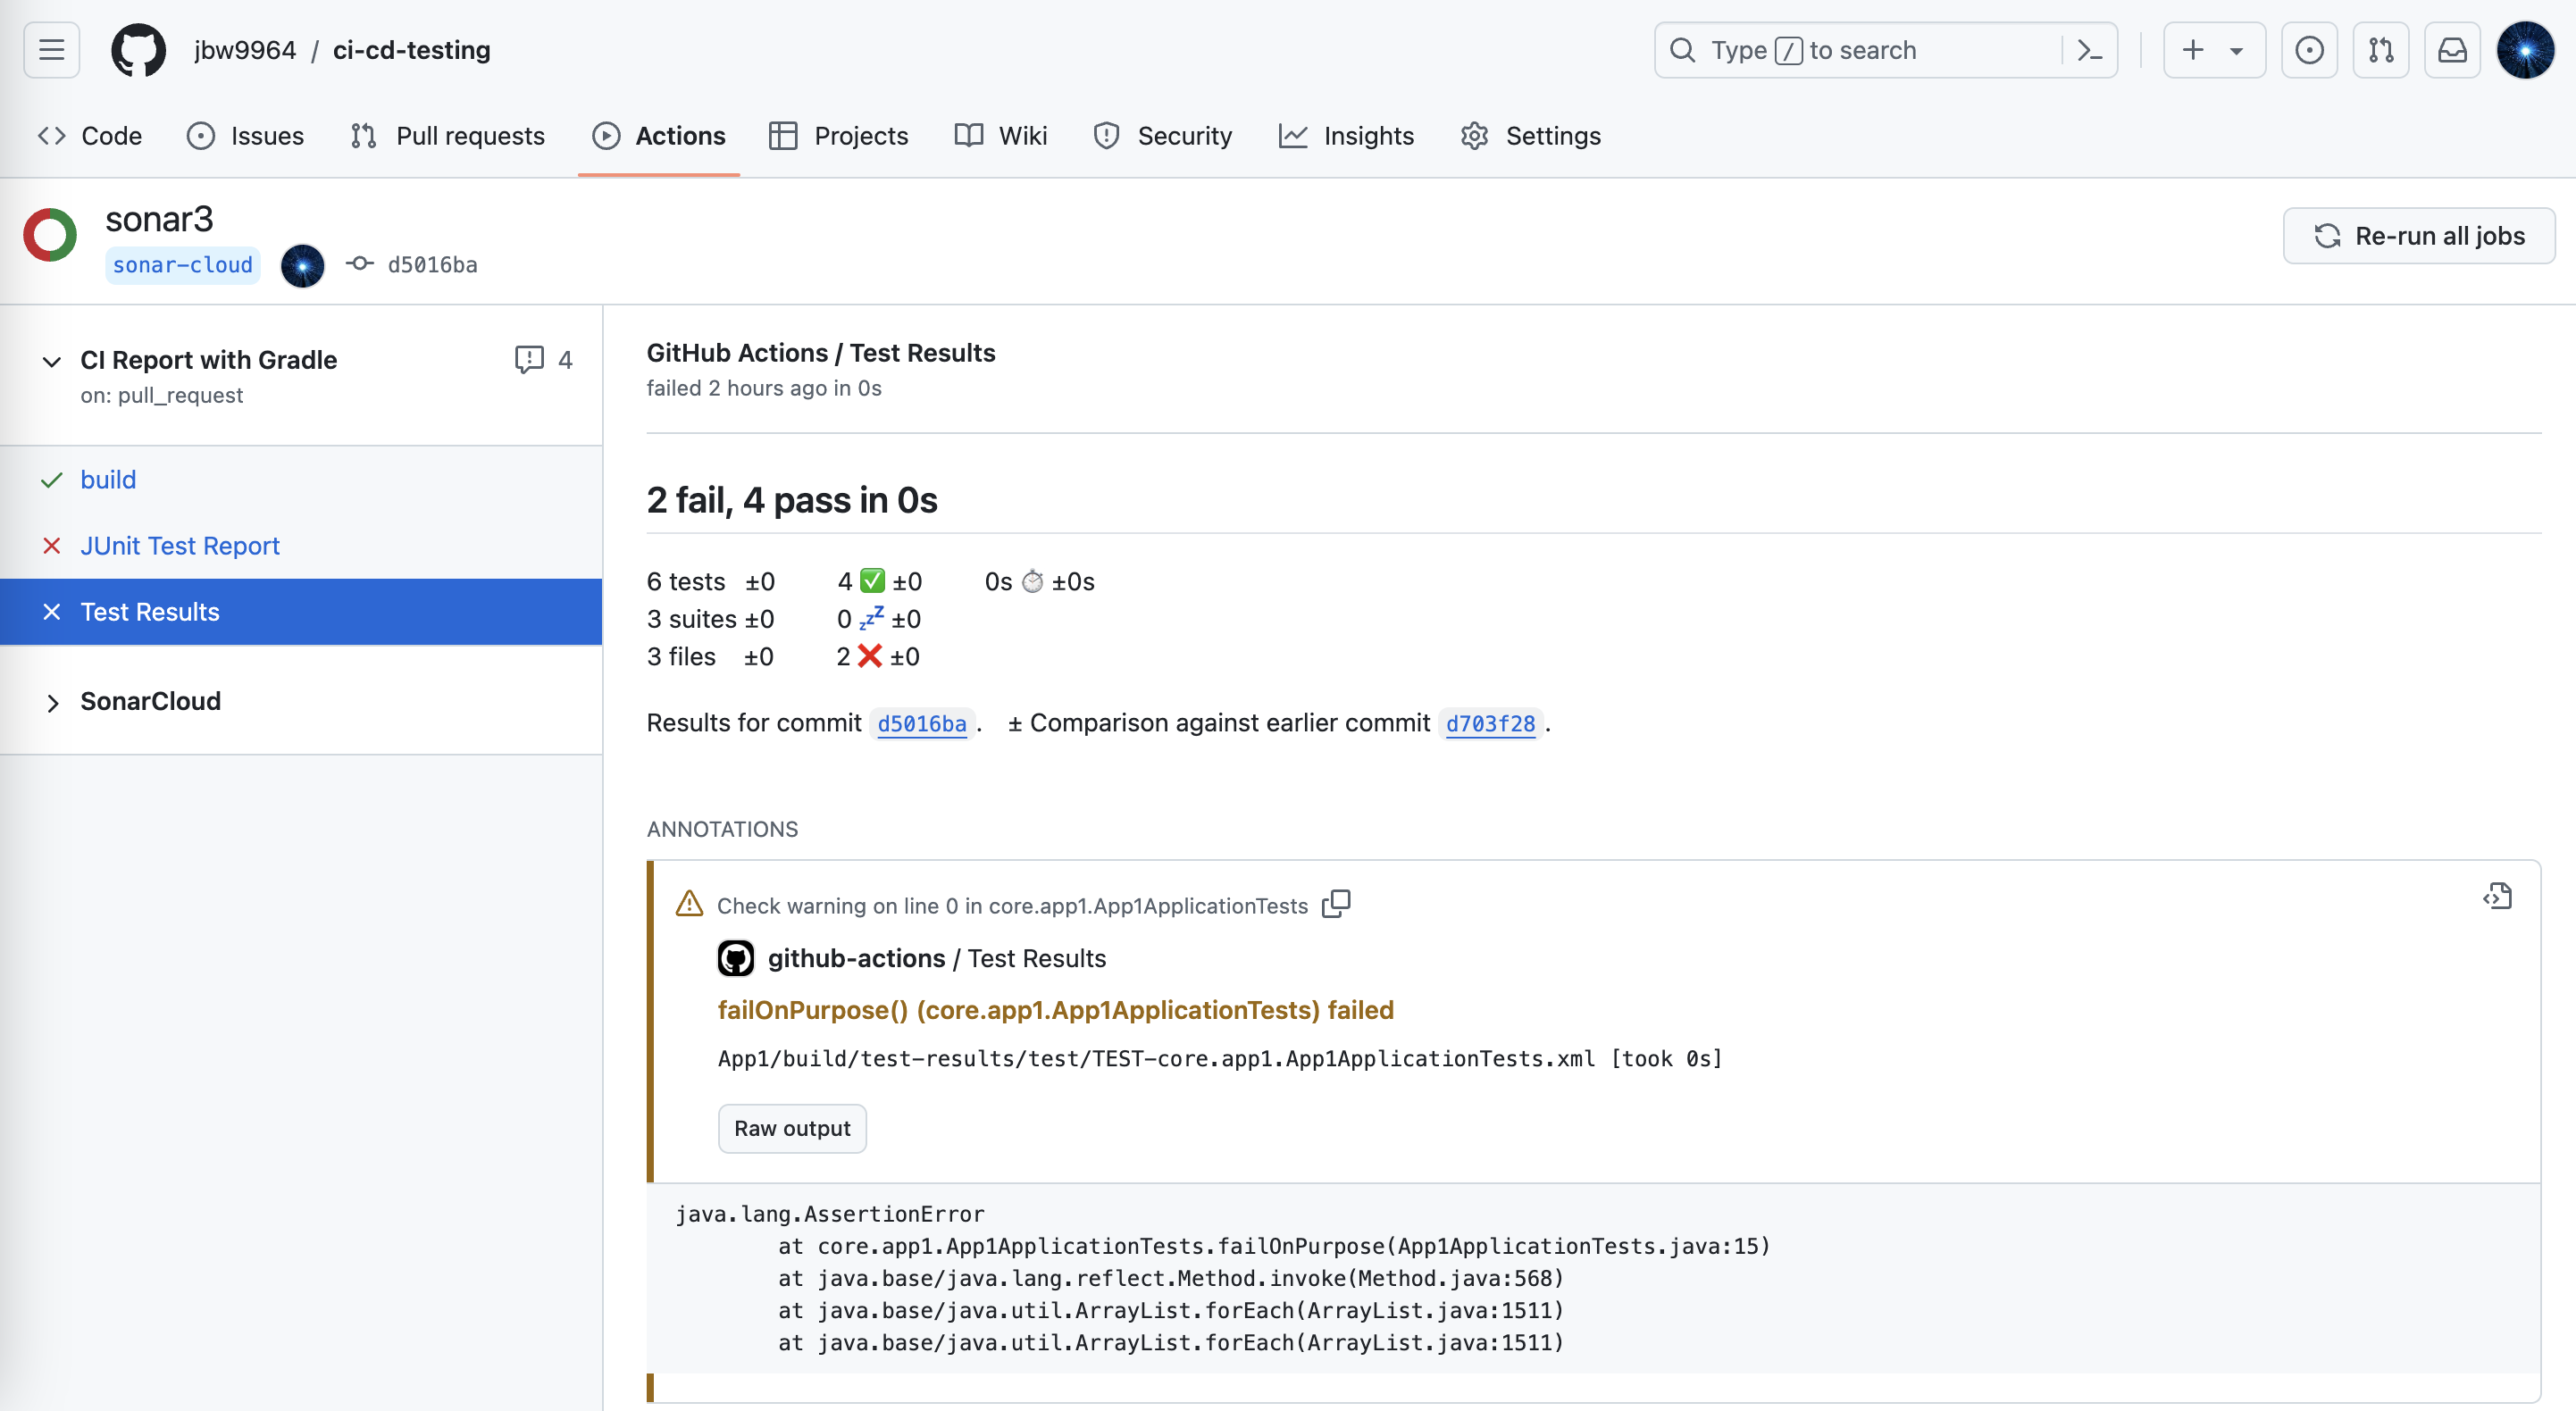 jbw9964 / ci-cd-testing
Type / to search
Code Issues Pull requests Actions Projects Wiki Security Insights Settings
sonar3
sonar-cloud d5016ba
Re-run all jobs
CI Report with Gradle 4
on: pull_request
build
JUnit Test Report
Test Results
SonarCloud
GitHub Actions / Test Results
failed 2 hours ago in 0s
2 fail, 4 pass in 0s
6 tests ±0 4 ✅ ±0 0s ⏱️ ±0s
3 suites ±0 0 💤 ±0
3 files ±0 2 ❌ ±0
Results for commit d5016ba. ± Comparison against earlier commit d703f28.
ANNOTATIONS
Check warning on line 0 in core.app1.App1ApplicationTests
github-actions / Test Results
failOnPurpose() (core.app1.App1ApplicationTests) failed
App1/build/test-results/test/TEST-core.app1.App1ApplicationTests.xml [took 0s]
Raw output
java.lang.AssertionError
at core.app1.App1ApplicationTests.failOnPurpose(App1ApplicationTests.java:15)
at java.base/java.lang.reflect.Method.invoke(Method.java:568)
at java.base/java.util.ArrayList.forEach(ArrayList.java:1511)
at java.base/java.util.ArrayList.forEach(ArrayList.java:1511)